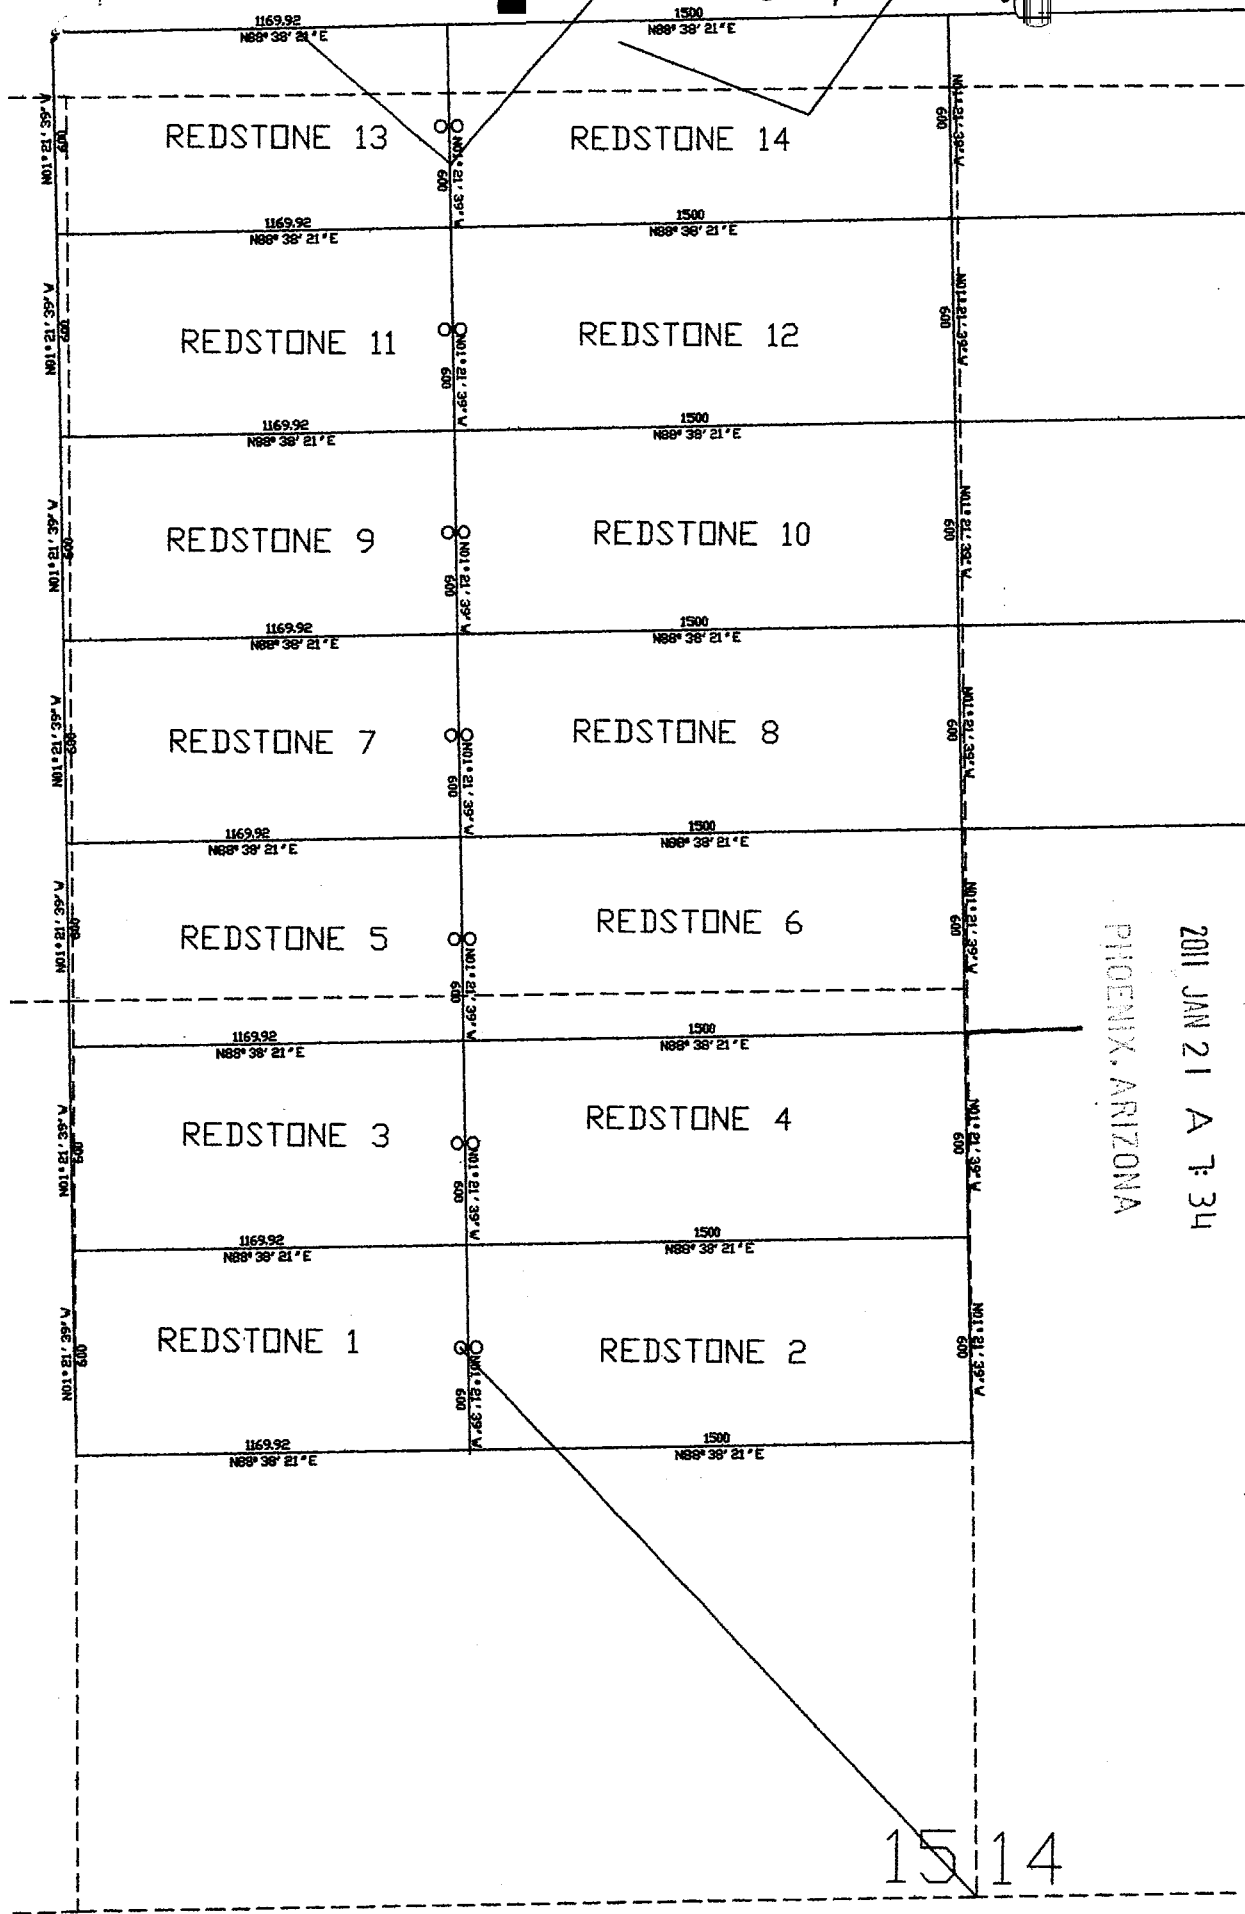 1169.92 1500
N88° 38' 21" E N88° 38' 21" E
N01° 21' 39" W 600 REDSTONE 13 600 N01° 21' 39" W REDSTONE 14 600 N01° 21' 39" W
1169.92 1500
N88° 38' 21" E N88° 38' 21" E
N01° 21' 39" W 600 REDSTONE 11 600 N01° 21' 39" W REDSTONE 12 600 N01° 21' 39" W
1169.92 1500
N88° 38' 21" E N88° 38' 21" E
N01° 21' 39" W 600 REDSTONE 9 600 N01° 21' 39" W REDSTONE 10 600 N01° 21' 39" W
1169.92 1500
N88° 38' 21" E N88° 38' 21" E
N01° 21' 39" W 600 REDSTONE 7 600 N01° 21' 39" W REDSTONE 8 600 N01° 21' 39" W
1169.92 1500
N88° 38' 21" E N88° 38' 21" E
N01° 21' 39" W 600 REDSTONE 5 600 N01° 21' 39" W REDSTONE 6 600 N01° 21' 39" W
1169.92 1500
N88° 38' 21" E N88° 38' 21" E
N01° 21' 39" W 600 REDSTONE 3 600 N01° 21' 39" W REDSTONE 4 600 N01° 21' 39" W
1169.92 1500
N88° 38' 21" E N88° 38' 21" E
N01° 21' 39" W 600 REDSTONE 1 600 N01° 21' 39" W REDSTONE 2 600 N01° 21' 39" W
1169.92 1500
N88° 38' 21" E N88° 38' 21" E
2011 JAN 21 A 7:34
PHOENIX, ARIZONA
15 14